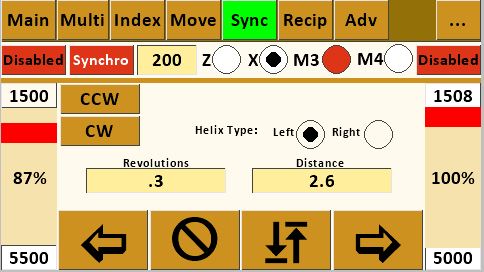 Main Multi Index Move Sync Recip Adv ...
Disabled Synchro 200 Z X M3 M4 Disabled
1500 CCW 1508
CW Helix Type: Left Right
87% Revolutions Distance 100%
.3 2.6
5500 5000